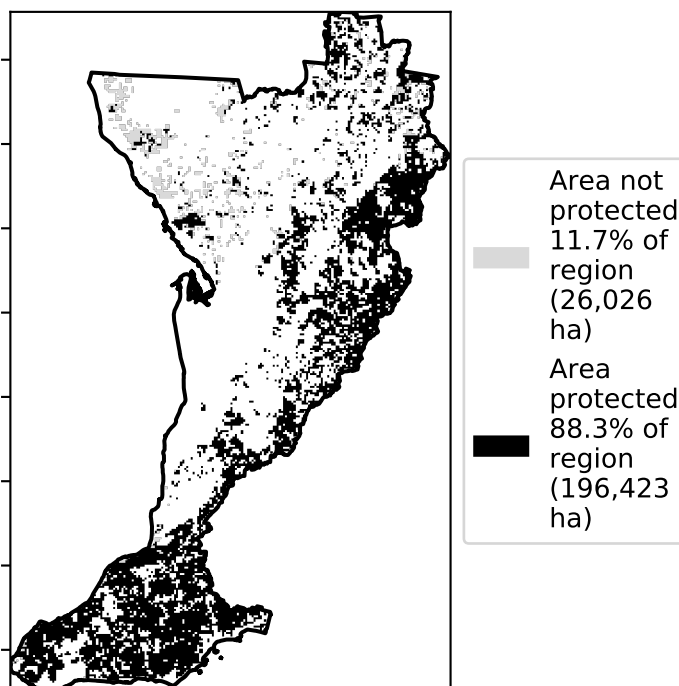 Area not
protected
11.7% of
region
(26,026
ha)
Area
protected
88.3% of
region
(196,423
ha)